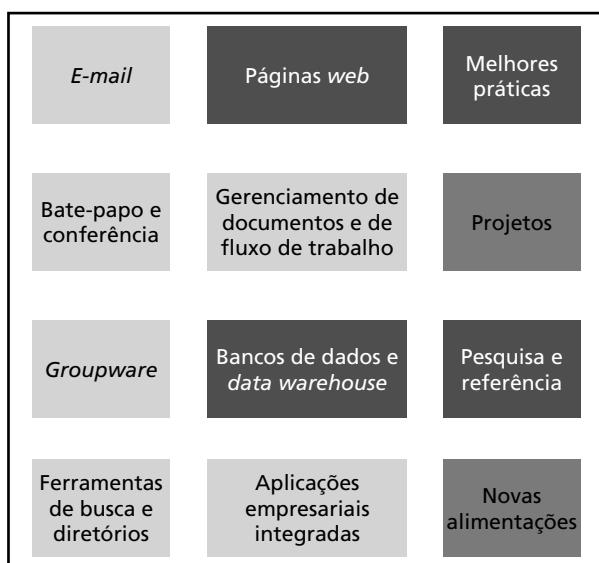 E-mail
Páginas web
Melhores
práticas
Bate-papo e
conferência
Gerenciamento de
documentos e de
fluxo de trabalho
Projetos
Groupware
Bancos de dados e
data warehouse
Pesquisa e
referência
Ferramentas
de busca e
diretórios
Aplicações
empresariais
integradas
Novas
alimentações